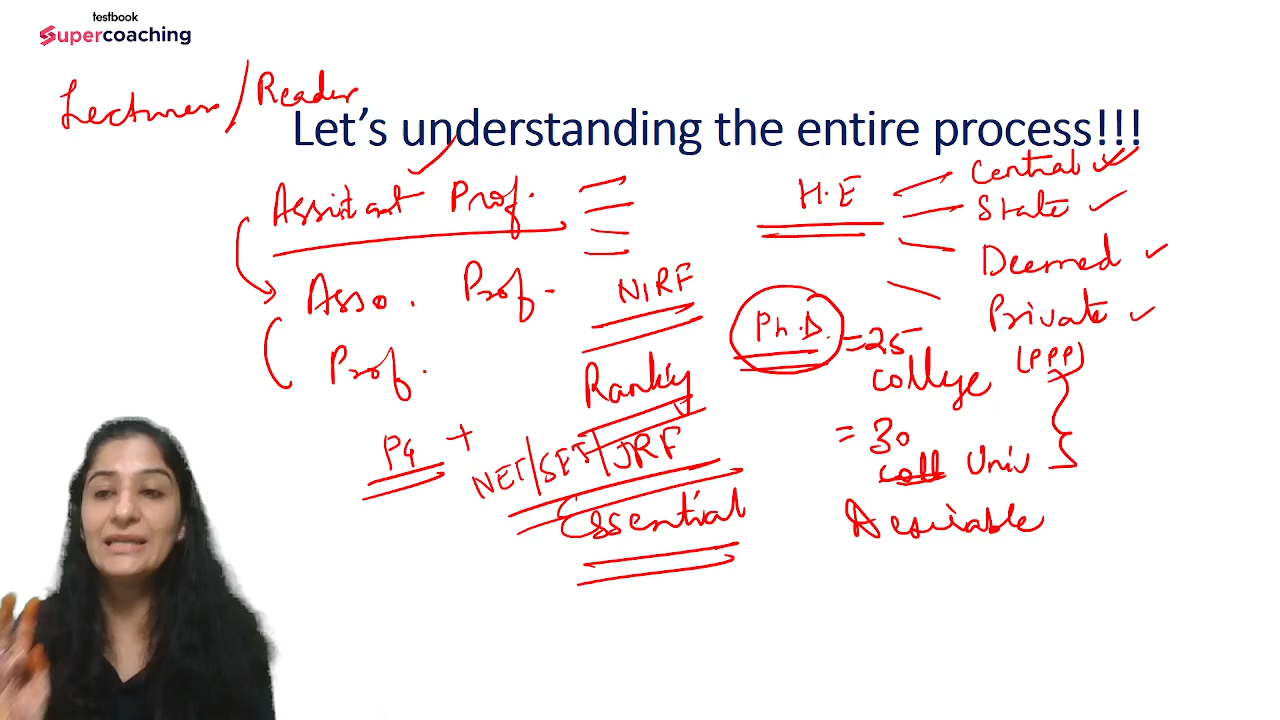 testbook
Supercoaching
Lecturer / Reader
Let's understanding the entire process!!!
Assistant Prof.
Asso. Prof.
Prof.
NIRF
Ranking
PG + NET/SET/JRF
Essential
H.E
Central
State
Deemed
Private
(PPP)
Ph.D. = 25
college
= 30
coll Univ
Desirable